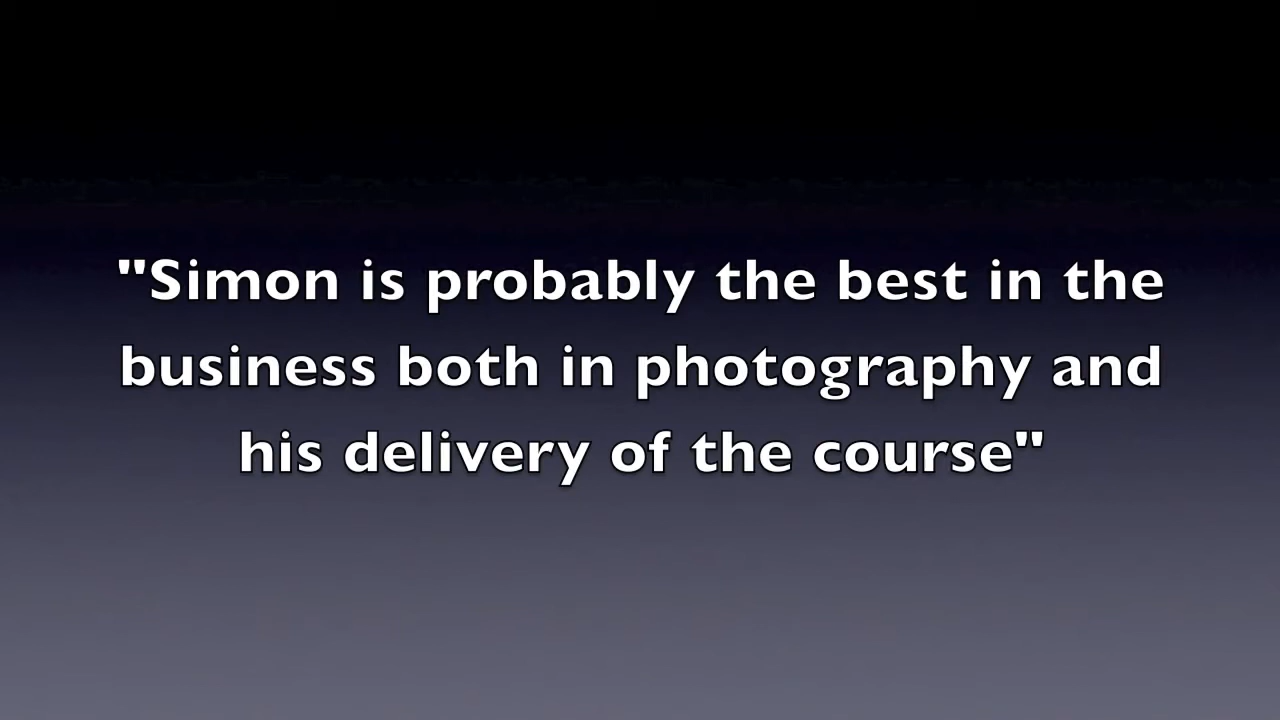 "Simon is probably the best in the
business both in photography and
his delivery of the course"